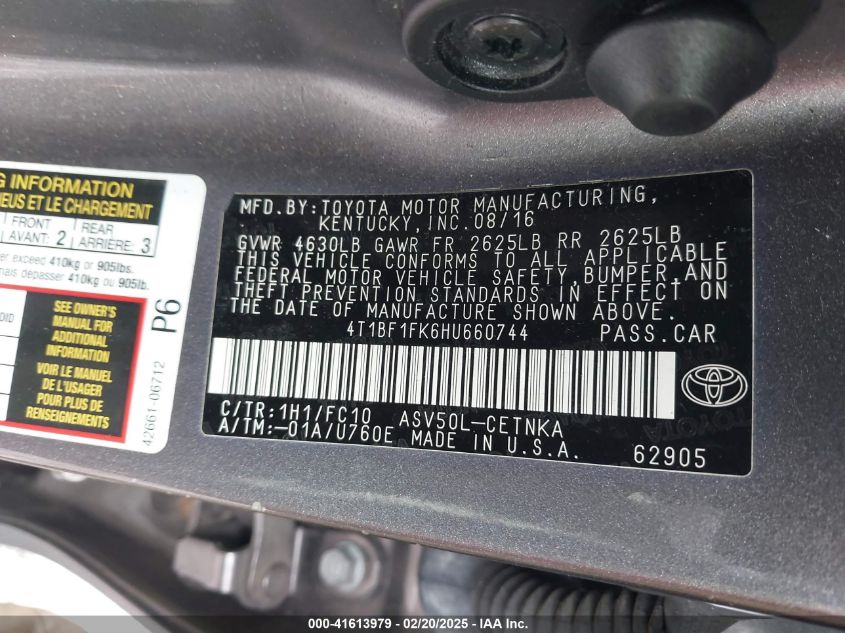 G INFORMATION
NEUS ET LE CHARGEMENT
FRONT
AVANT: 2
REAR
ARRIÈRE: 3
er exceed 410kg or 905lbs.
mais dépasser 410kg ou 905lb.
SEE OWNER'S
MANUAL FOR
ADDITIONAL
INFORMATION
VOIR LE MANUEL
DE L'USAGER
POUR PLUS DE
RENSEIGNEMENTS
P6
42661-06712
MFD.BY:TOYOTA MOTOR MANUFACTURING,
KENTUCKY, INC.08/16
GVWR 4630LB GAWR FR 2625LB RR 2625LB
THIS VEHICLE CONFORMS TO ALL APPLICABLE
FEDERAL MOTOR VEHICLE SAFETY, BUMPER, AND
THEFT PREVENTION STANDARDS IN EFFECT ON
THE DATE OF MANUFACTURE SHOWN ABOVE.
4T1BF1FK6HU660744 PASS.CAR
C/TR:1H1/FC10 ASV50L-CETNKA
A/TM:-01A/U760E MADE IN U.S.A.
62905
000-41613979 - 02/20/2025 - Copyright IAA, LLC.